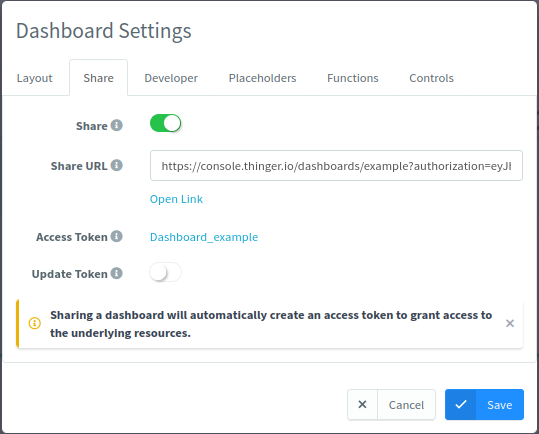 Dashboard Settings
Layout Share Developer Placeholders Functions Controls
Share
Share URL https://console.thinger.io/dashboards/example?authorization=eyJ
Open Link
Access Token Dashboard_example
Update Token
Sharing a dashboard will automatically create an access token to grant access to
the underlying resources.
Cancel Save